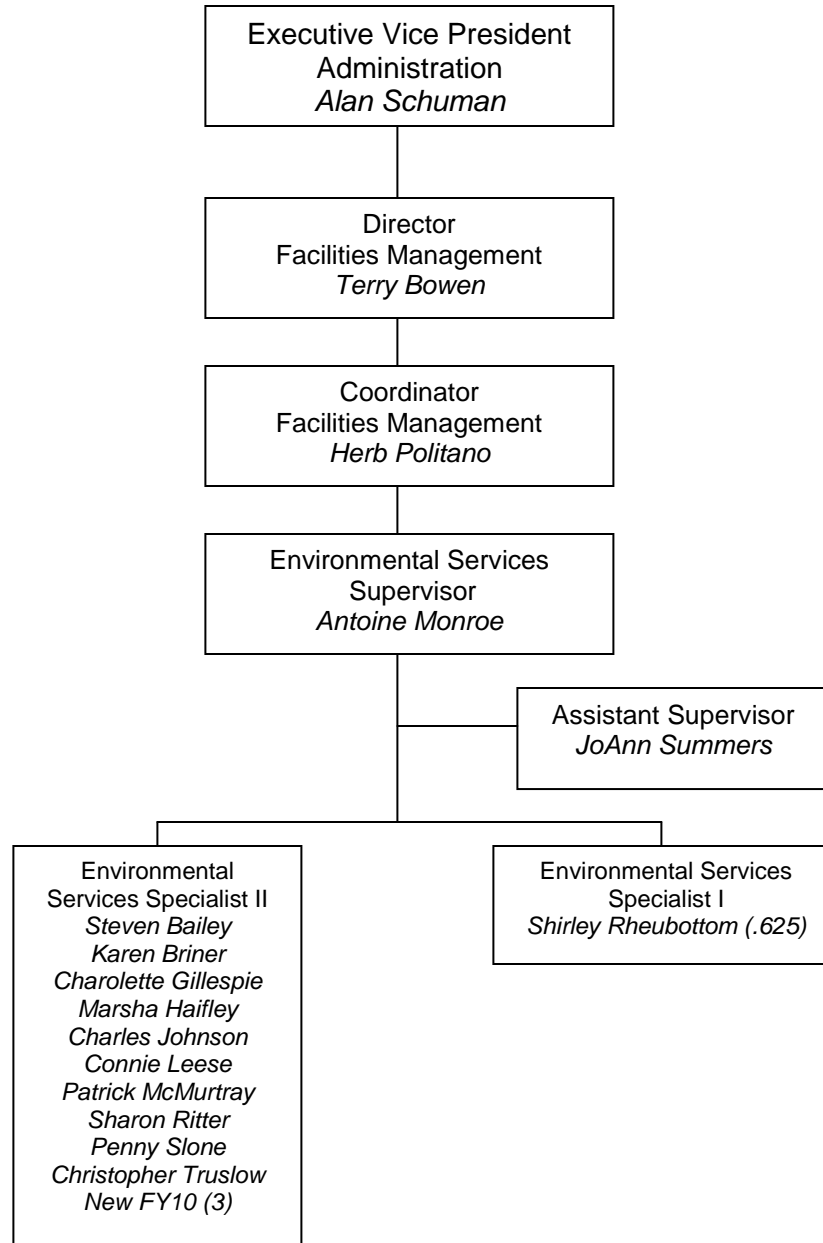 Executive Vice President
Administration
Alan Schuman
Director
Facilities Management
Terry Bowen
Coordinator
Facilities Management
Herb Politano
Environmental Services
Supervisor
Antoine Monroe
Assistant Supervisor
JoAnn Summers
Environmental
Services Specialist II
Steven Bailey
Karen Briner
Charolette Gillespie
Marsha Haifley
Charles Johnson
Connie Leese
Patrick McMurtray
Sharon Ritter
Penny Slone
Christopher Truslow
New FY10 (3)
Environmental Services
Specialist I
Shirley Rheubottom (.625)